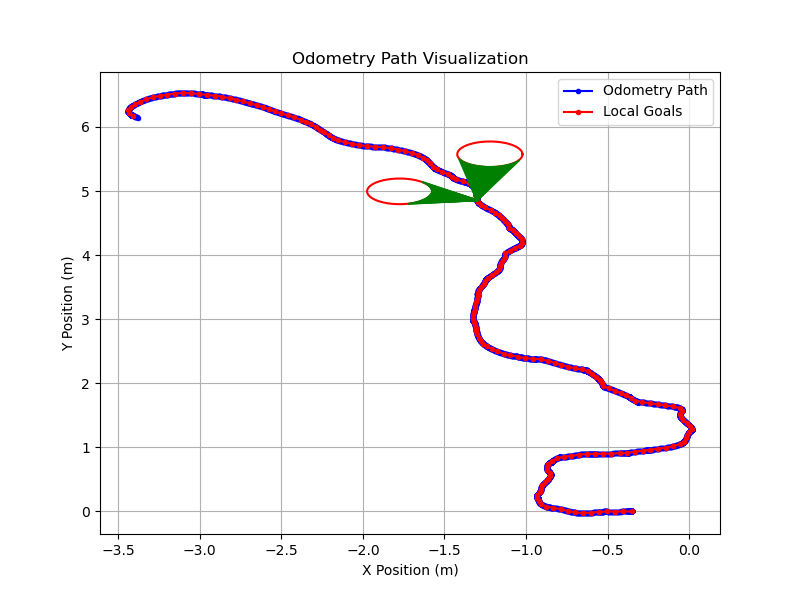 Odometry Path Visualization
Odometry Path
Local Goals
Y Position (m)
6
5
4
3
2
1
0
−3.5 −3.0 −2.5 −2.0 −1.5 −1.0 −0.5 0.0
X Position (m)